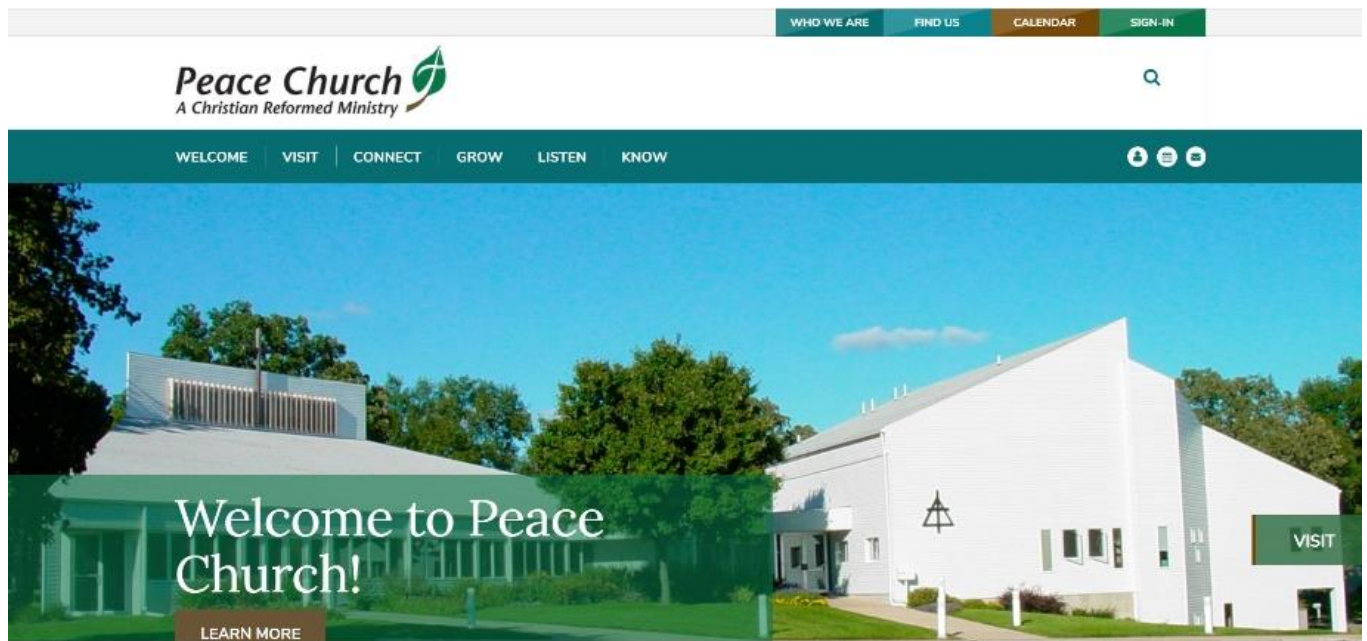 WHO WE ARE FIND US CALENDAR SIGN-IN
Peace Church
A Christian Reformed Ministry
WELCOME VISIT CONNECT GROW LISTEN KNOW
Welcome to Peace
Church!
VISIT
LEARN MORE